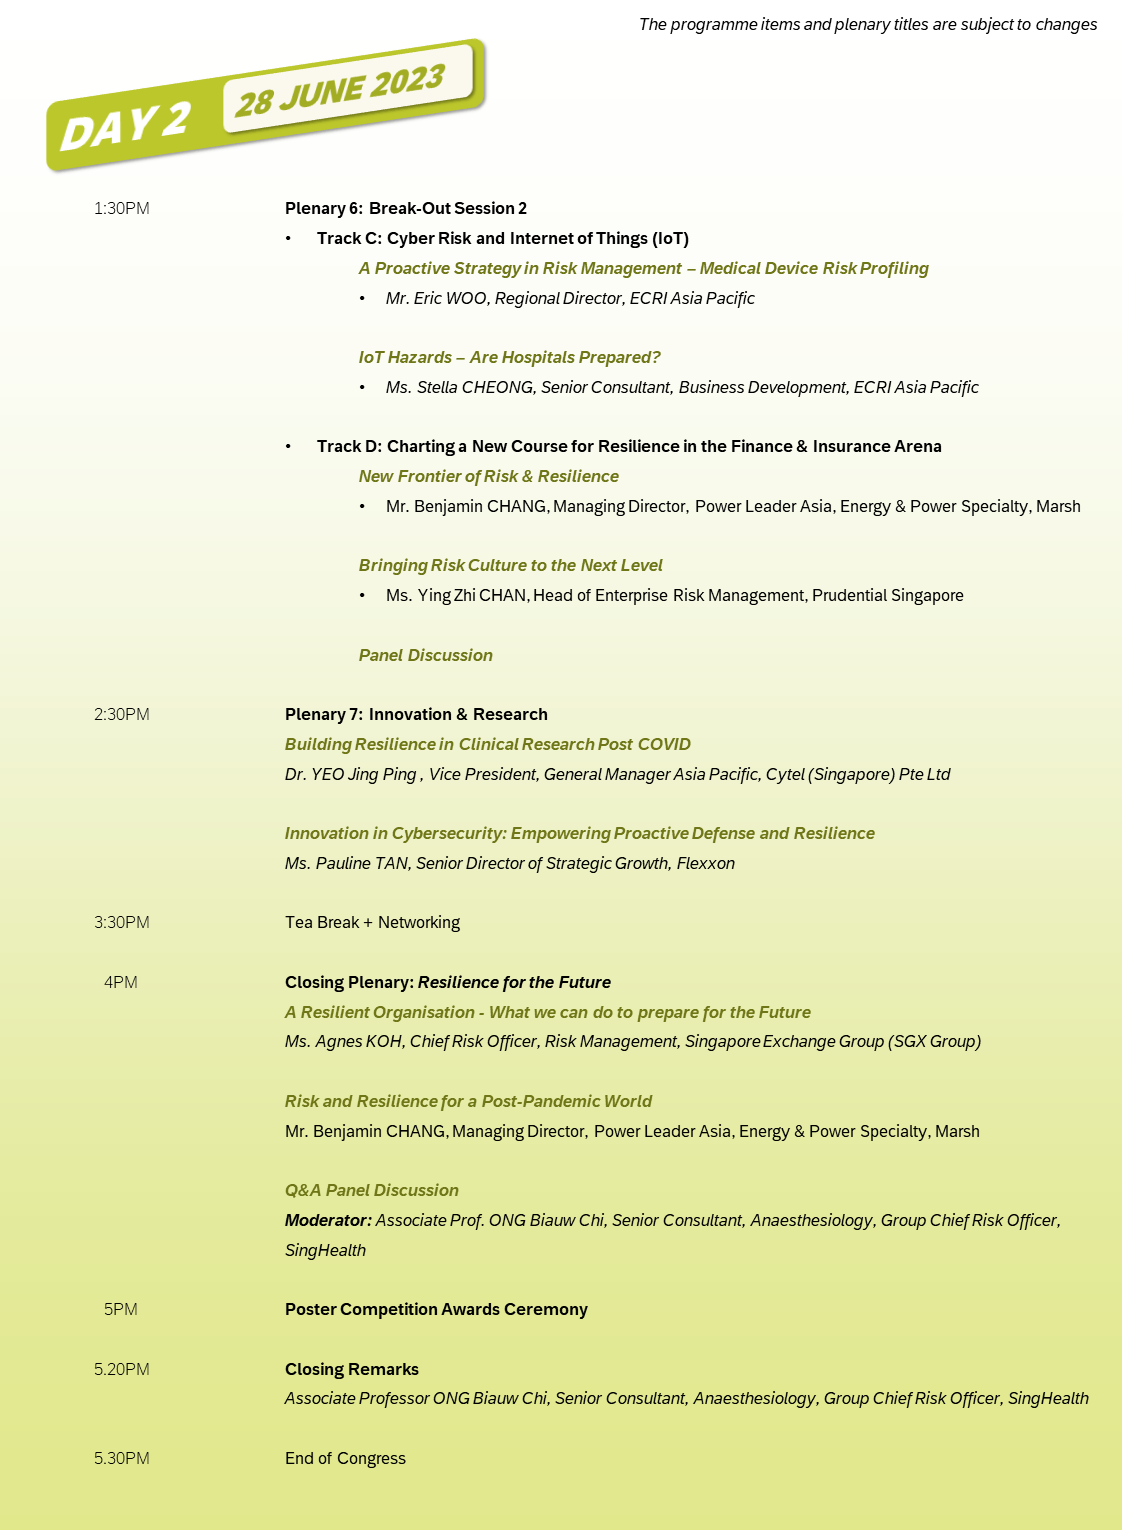 The programme items and plenary titles are subject to changes
DAY 2 28 JUNE 2023
1:30PM Plenary 6: Break-Out Session 2
• Track C: Cyber Risk and Internet of Things (IoT)
A Proactive Strategy in Risk Management – Medical Device Risk Profiling
• Mr. Eric WOO, Regional Director, ECRI Asia Pacific
IoT Hazards – Are Hospitals Prepared?
• Ms. Stella CHEONG, Senior Consultant, Business Development, ECRI Asia Pacific
• Track D: Charting a New Course for Resilience in the Finance & Insurance Arena
New Frontier of Risk & Resilience
• Mr. Benjamin CHANG, Managing Director, Power Leader Asia, Energy & Power Specialty, Marsh
Bringing Risk Culture to the Next Level
• Ms. Ying Zhi CHAN, Head of Enterprise Risk Management, Prudential Singapore
Panel Discussion
2:30PM Plenary 7: Innovation & Research
Building Resilience in Clinical Research Post COVID
Dr. YEO Jing Ping , Vice President, General Manager Asia Pacific, Cytel (Singapore) Pte Ltd
Innovation in Cybersecurity: Empowering Proactive Defense and Resilience
Ms. Pauline TAN, Senior Director of Strategic Growth, Flexxon
3:30PM Tea Break + Networking
4PM Closing Plenary: Resilience for the Future
A Resilient Organisation - What we can do to prepare for the Future
Ms. Agnes KOH, Chief Risk Officer, Risk Management, Singapore Exchange Group (SGX Group)
Risk and Resilience for a Post-Pandemic World
Mr. Benjamin CHANG, Managing Director, Power Leader Asia, Energy & Power Specialty, Marsh
Q&A Panel Discussion
Moderator: Associate Prof. ONG Biauw Chi, Senior Consultant, Anaesthesiology, Group Chief Risk Officer,
SingHealth
5PM Poster Competition Awards Ceremony
5.20PM Closing Remarks
Associate Professor ONG Biauw Chi, Senior Consultant, Anaesthesiology, Group Chief Risk Officer, SingHealth
5.30PM End of Congress